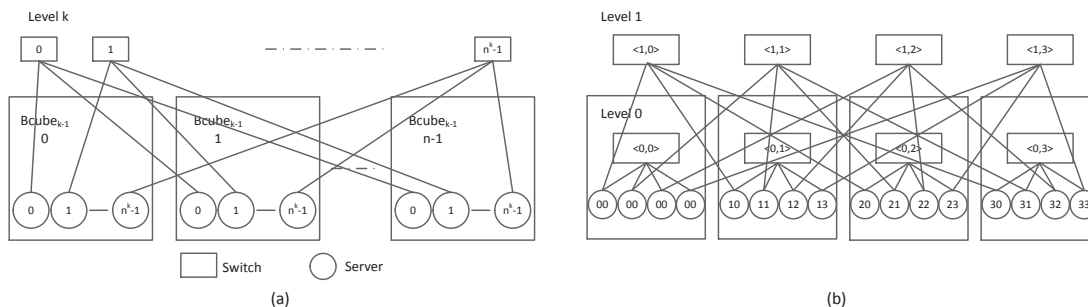 Level k
0 1 n^k-1
Bcube_k-1 0
Bcube_k-1 1
Bcube_k-1 n-1
0 1 n^k-1 0 1 n^k-1 0 1 n^k-1
Switch Server
(a)
Level 1
<1,0> <1,1> <1,2> <1,3>
Level 0
<0,0> <0,1> <0,2> <0,3>
00 00 00 00 10 11 12 13 20 21 22 23 30 31 32 33
(b)